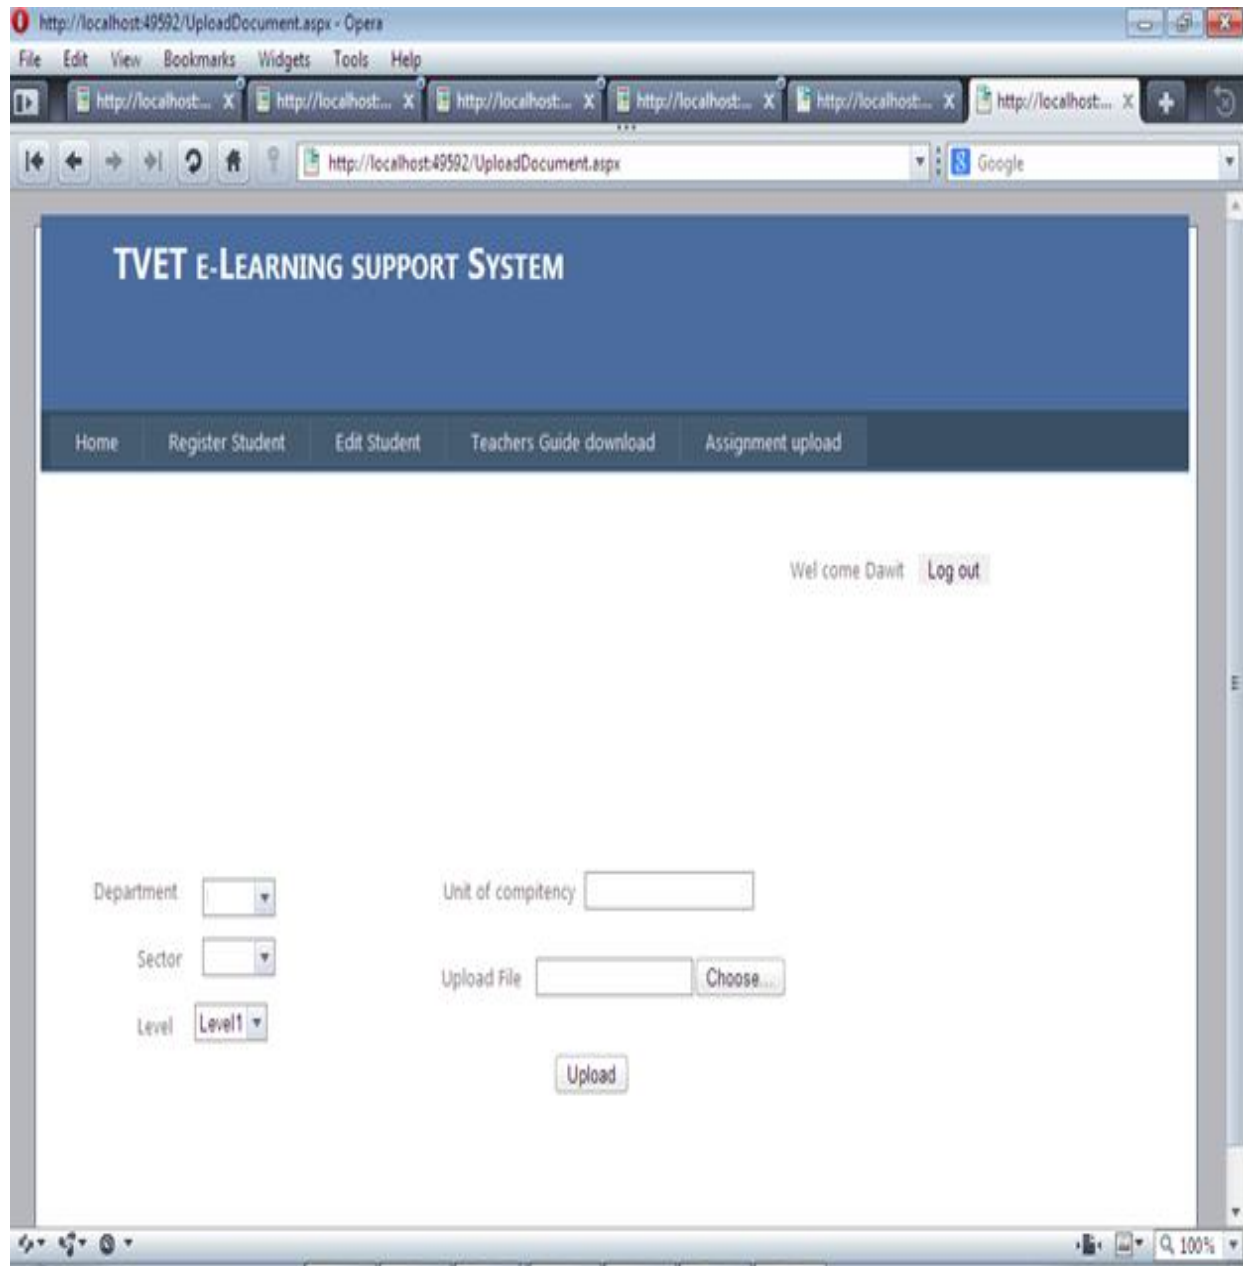 http://localhost:49592/UploadDocument.aspx - Opera
File Edit View Bookmarks Widgets Tools Help
http://localhost:... X http://localhost:... X http://localhost:... X http://localhost:... X http://localhost:... X http://localhost:... X
http://localhost:49592/UploadDocument.aspx Google
TVET E-LEARNING SUPPORT SYSTEM
Home Register Student Edit Student Teachers Guide download Assignment upload
Wel come Dawit Log out
Department Unit of compitency
Sector
Upload File Choose...
Level Level1
Upload
100%